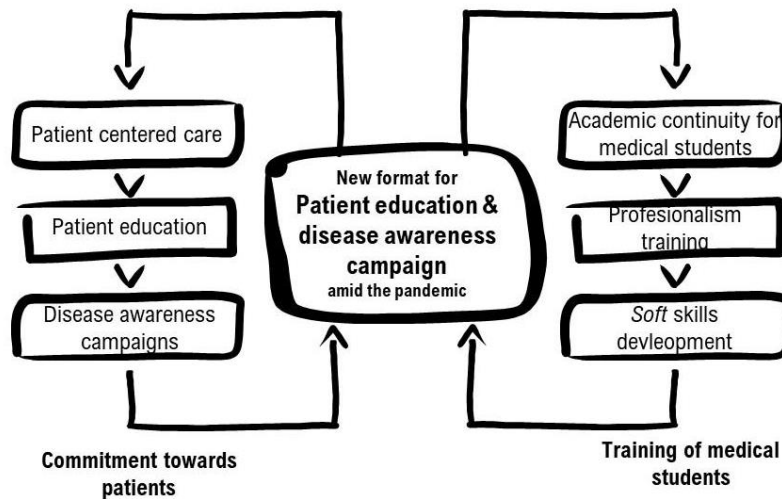 Patient centered care
Patient education
Disease awareness
campaigns
Commitment towards
patients
New format for
Patient education &
disease awareness
campaign
amid the pandemic
Academic continuity for
medical students
Profesionalism
training
Soft skills
devleopment
Training of medical
students